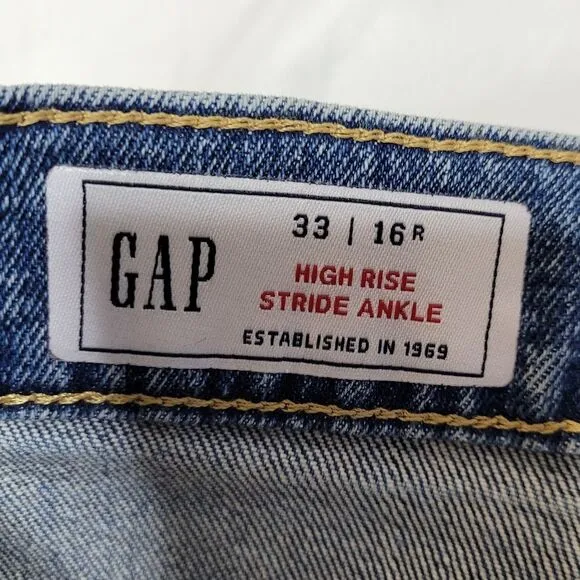 GAP
33 | 16R
HIGH RISE
STRIDE ANKLE
ESTABLISHED IN 1969